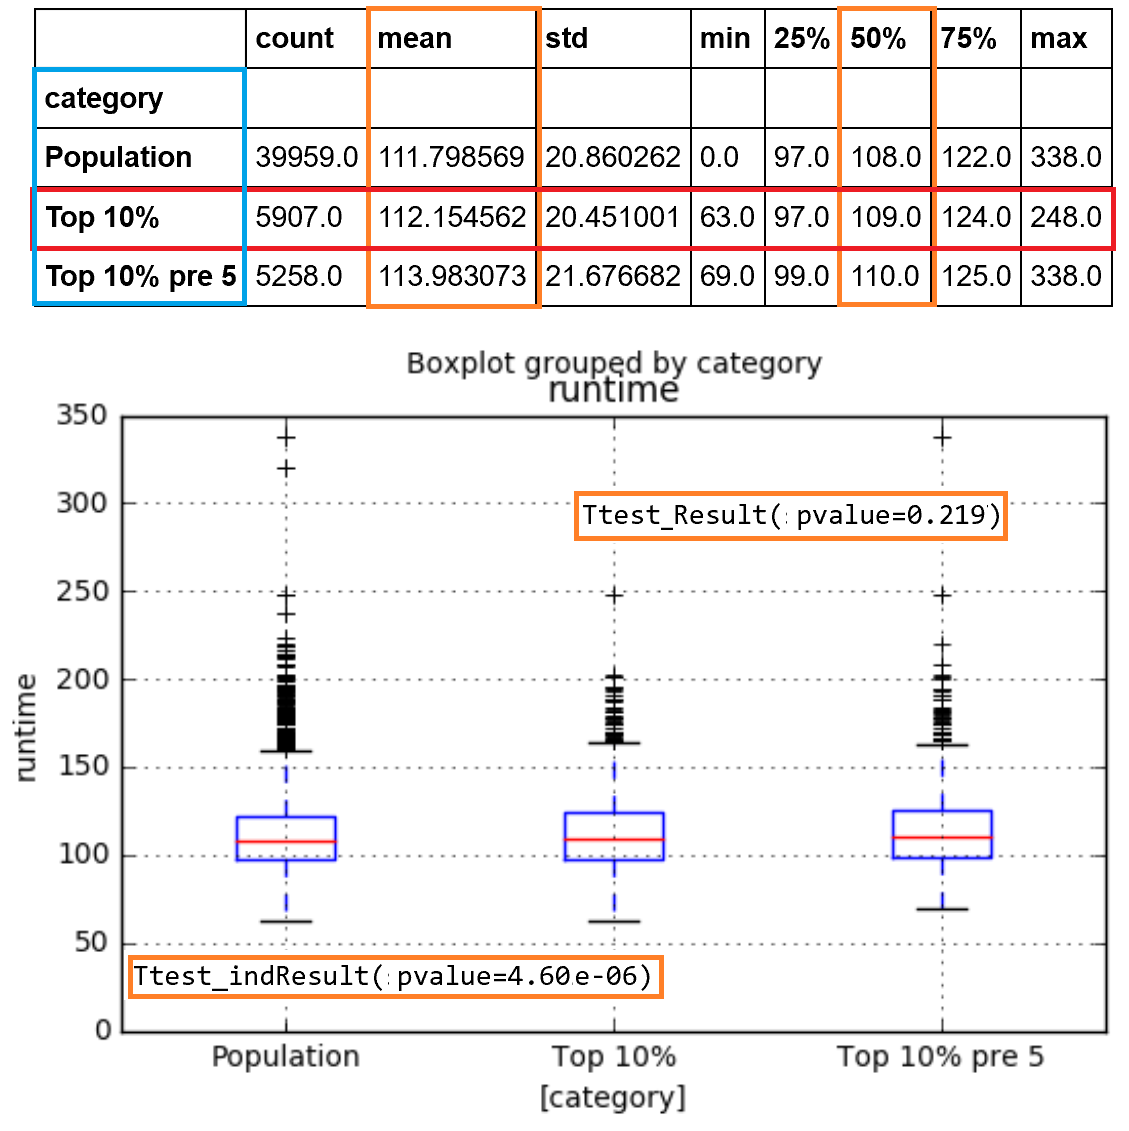 count mean std min 25% 50% 75% max
category
Population 39959.0 111.798569 20.860262 0.0 97.0 108.0 122.0 338.0
Top 10% 5907.0 112.154562 20.451001 63.0 97.0 109.0 124.0 248.0
Top 10% pre 5 5258.0 113.983073 21.676682 69.0 99.0 110.0 125.0 338.0
Boxplot grouped by category
runtime
350
300
Ttest_Result( pvalue=0.219 )
250
200
runtime
150
100
50
Ttest_indResult( pvalue=4.60 e-06)
0
Population Top 10% Top 10% pre 5
[category]